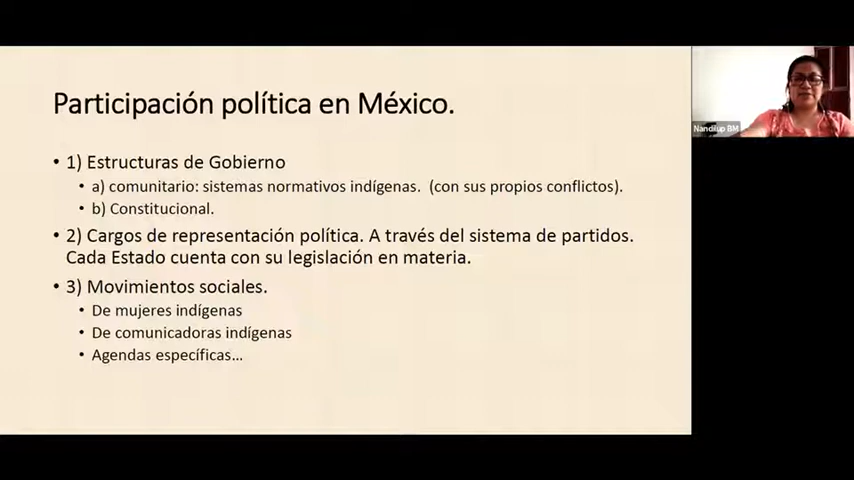 Participación política en México.
• 1) Estructuras de Gobierno
• a) comunitario: sistemas normativos indígenas. (con sus propios conflictos).
• b) Constitucional.
• 2) Cargos de representación política. A través del sistema de partidos.
Cada Estado cuenta con su legislación en materia.
• 3) Movimientos sociales.
• De mujeres indígenas
• De comunicadoras indígenas
• Agendas específicas...
Nandilup BM